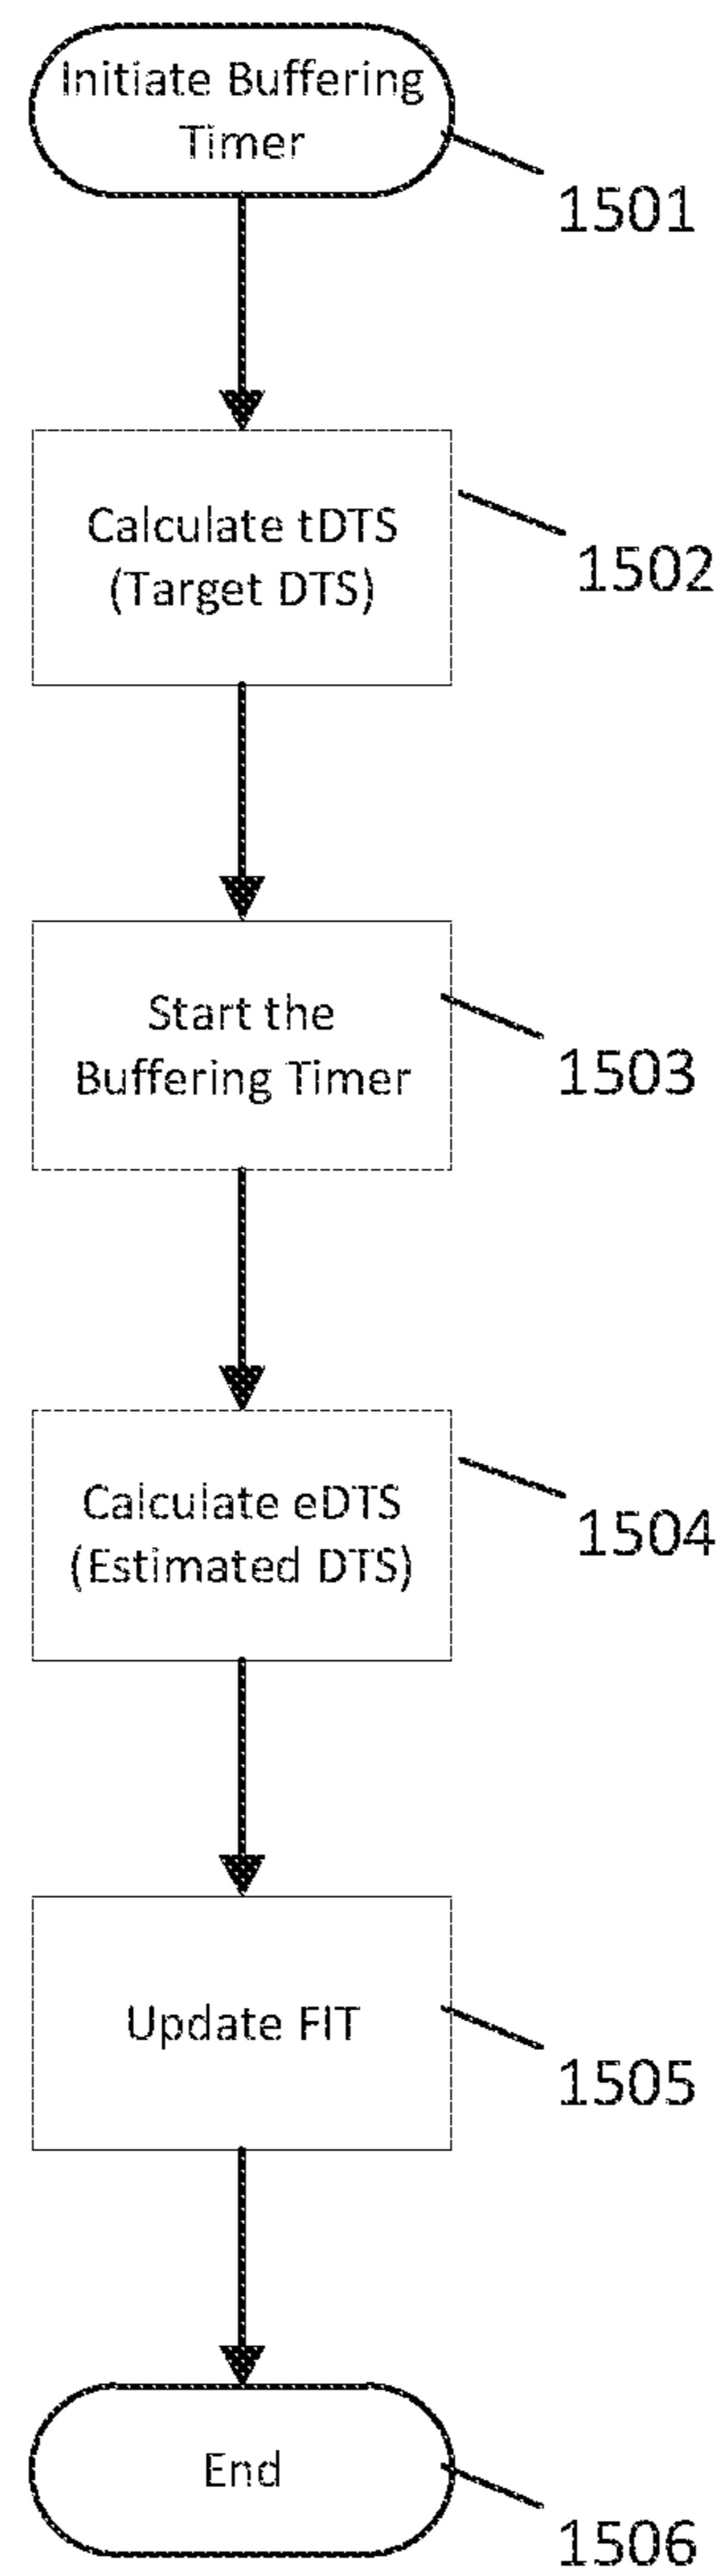 Initiate Buffering
Timer
1501
Calculate tDTS
(Target DTS)
1502
Start the
Buffering Timer
1503
Calculate eDTS
(Estimated DTS)
1504
Update FIT
1505
End
1506